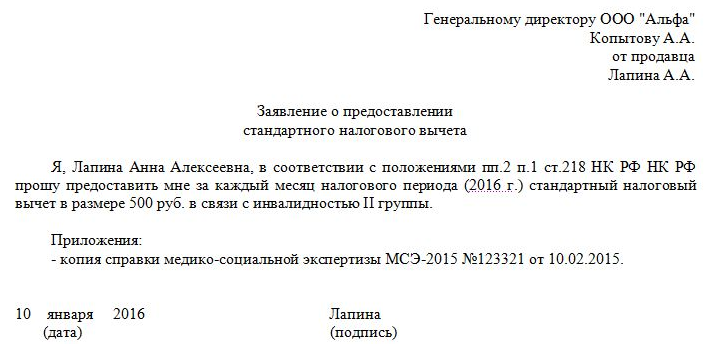 Генеральному директору ООО "Альфа"
Копытову А.А.
от продавца
Лапина А.А.
Заявление о предоставлении
стандартного налогового вычета
Я, Лапина Анна Алексеевна, в соответствии с положениями пп.2 п.1 ст.218 НК РФ НК РФ
прошу предоставить мне за каждый месяц налогового периода (2016 г.) стандартный налоговый
вычет в размере 500 руб. в связи с инвалидностью II группы.
Приложения:
- копия справки медико-социальной экспертизы МСЭ-2015 №123321 от 10.02.2015.
10 января 2016 Лапина
(дата) (подпись)